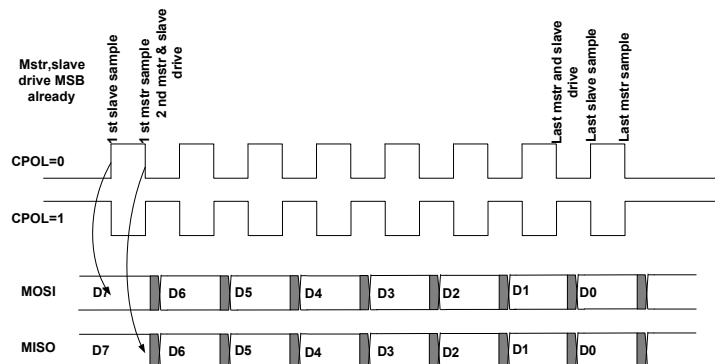 Mstr,slave
drive MSB
already
1 st slave sample
1 st mstr sample
2 nd mstr & slave
drive
Last mstr and slave
drive
Last slave sample
Last mstr sample
CPOL=0
CPOL=1
MOSI
D7
D6
D5
D4
D3
D2
D1
D0
MISO
D7
D6
D5
D4
D3
D2
D1
D0